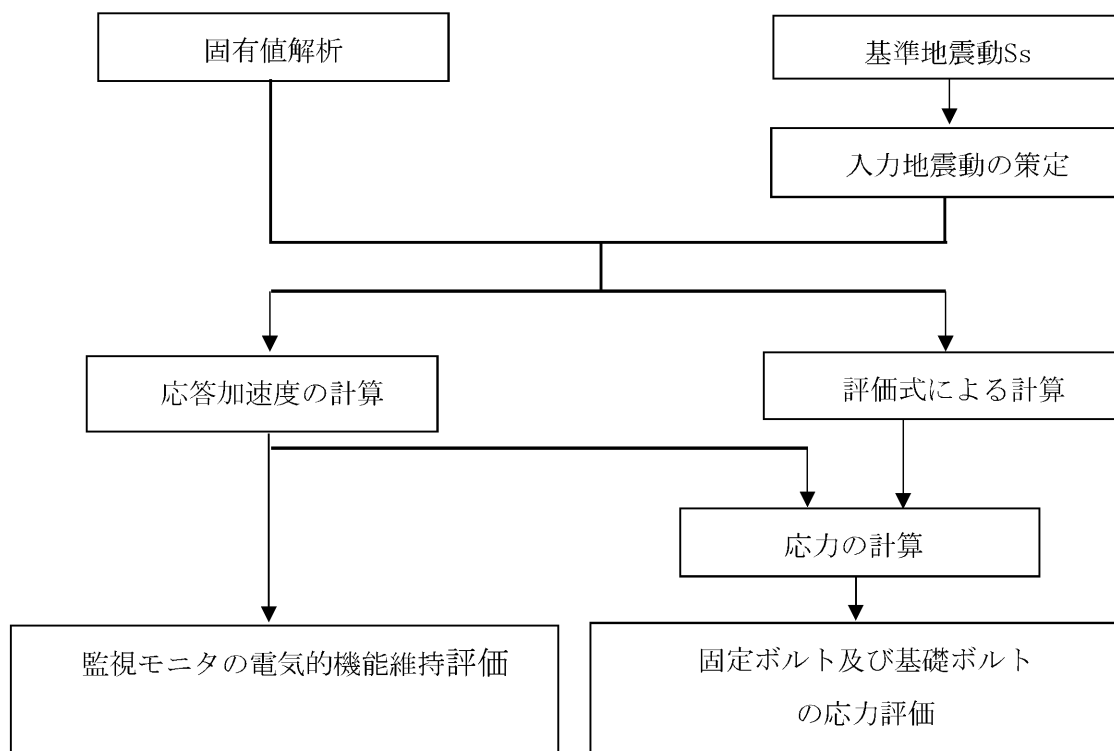 固有値解析
基準地震動Ss
入力地震動の策定
応答加速度の計算
評価式による計算
応力の計算
監視モニタの電気的機能維持評価
固定ボルト及び基礎ボルト
の応力評価